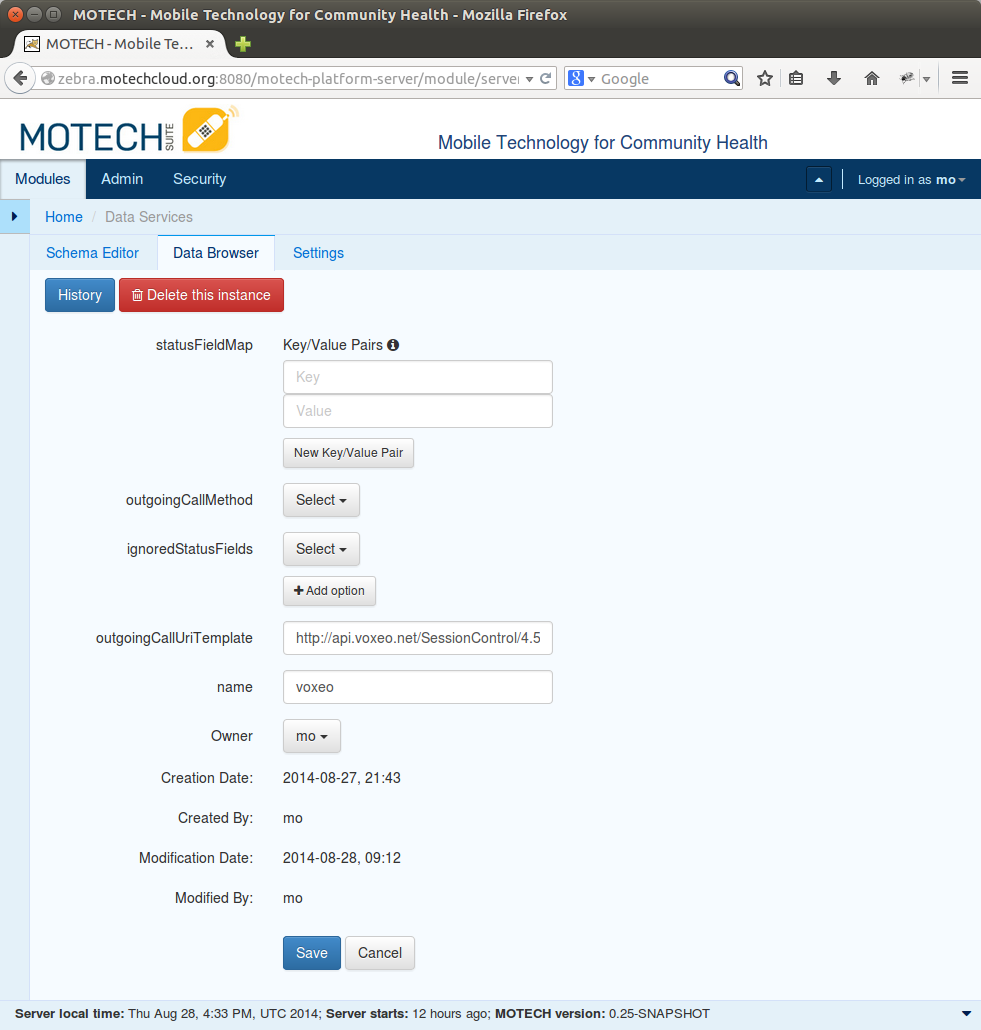 MOTECH - Mobile Technology for Community Health - Mozilla Firefox
MOTECH - Mobile Te...
zebra.motechcloud.org:8080/motech-platform-server/module/server
8 Google
MOTECH SUITE
Mobile Technology for Community Health
Modules Admin Security Logged in as mo
Home / Data Services
Schema Editor Data Browser Settings
History Delete this instance
statusFieldMap Key/Value Pairs
Key
Value
New Key/Value Pair
outgoingCallMethod Select
ignoredStatusFields Select
Add option
outgoingCallUriTemplate http://api.voxeo.net/SessionControl/4.5
name voxeo
Owner mo
Creation Date: 2014-08-27, 21:43
Created By: mo
Modification Date: 2014-08-28, 09:12
Modified By: mo
Save Cancel
Server local time: Thu Aug 28, 4:33 PM, UTC 2014; Server starts: 12 hours ago; MOTECH version: 0.25-SNAPSHOT